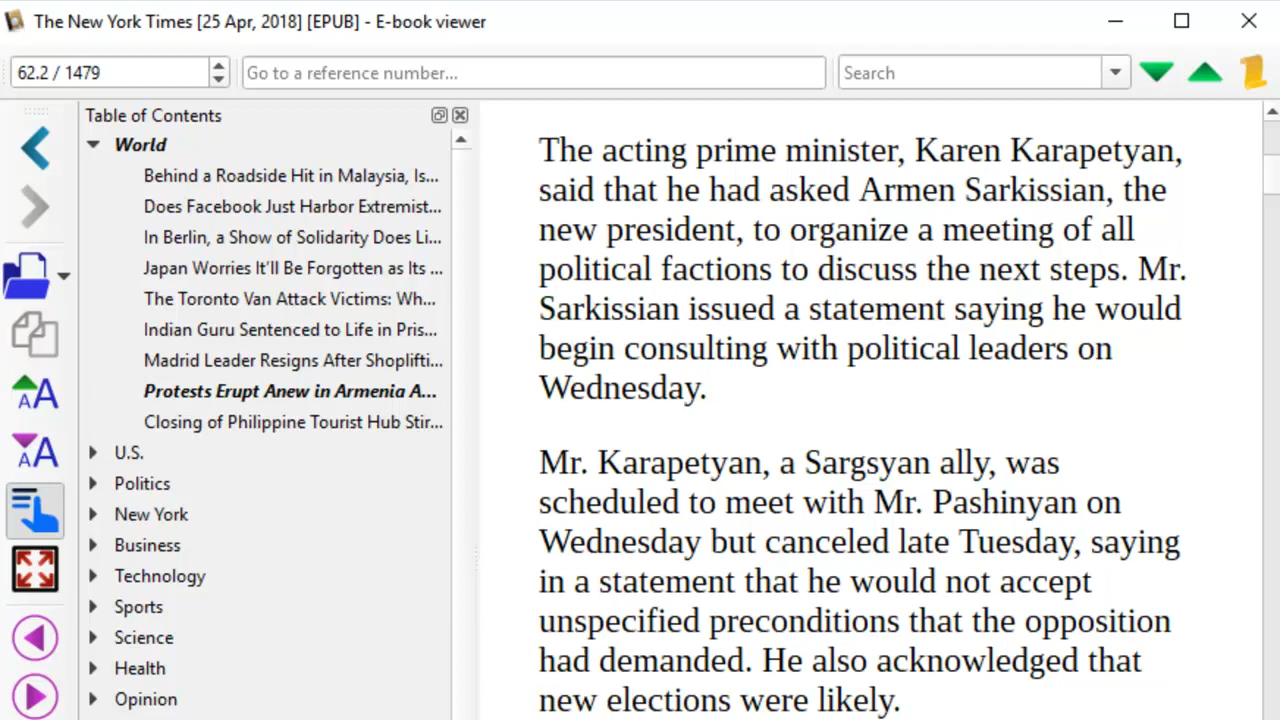 The New York Times [25 Apr, 2018] [EPUB] - E-book viewer
62.2 / 1479
Go to a reference number...
Search
Table of Contents
World
Behind a Roadside Hit in Malaysia, Is...
Does Facebook Just Harbor Extremist...
In Berlin, a Show of Solidarity Does Li...
Japan Worries It'll Be Forgotten as Its ...
The Toronto Van Attack Victims: Wh...
Indian Guru Sentenced to Life in Pris...
Madrid Leader Resigns After Shoplifti...
Protests Erupt Anew in Armenia A...
Closing of Philippine Tourist Hub Stir...
U.S.
Politics
New York
Business
Technology
Sports
Science
Health
Opinion
The acting prime minister, Karen Karapetyan,
said that he had asked Armen Sarkissian, the
new president, to organize a meeting of all
political factions to discuss the next steps. Mr.
Sarkissian issued a statement saying he would
begin consulting with political leaders on
Wednesday.
Mr. Karapetyan, a Sargsyan ally, was
scheduled to meet with Mr. Pashinyan on
Wednesday but canceled late Tuesday, saying
in a statement that he would not accept
unspecified preconditions that the opposition
had demanded. He also acknowledged that
new elections were likely.